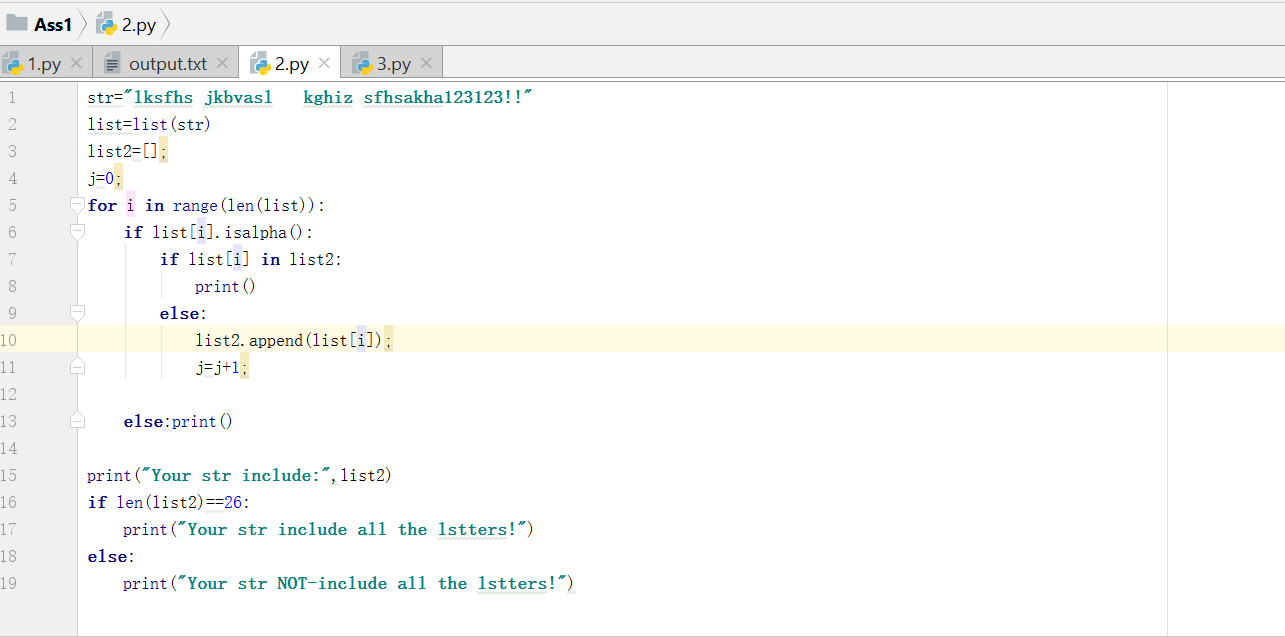 Ass1 2.py
1.py output.txt 2.py 3.py
1 str="lksfhs jkbvasl   kghiz sfhsakha123123!!"
2 list=list(str)
3 list2=[];
4 j=0;
5 for i in range(len(list)):
6     if list[i].isalpha():
7         if list[i] in list2:
8             print()
9         else:
10             list2.append(list[i]);
11             j=j+1;
12
13     else:print()
14
15 print("Your str include:",list2)
16 if len(list2)==26:
17     print("Your str include all the lstters!")
18 else:
19     print("Your str NOT-include all the lstters!")